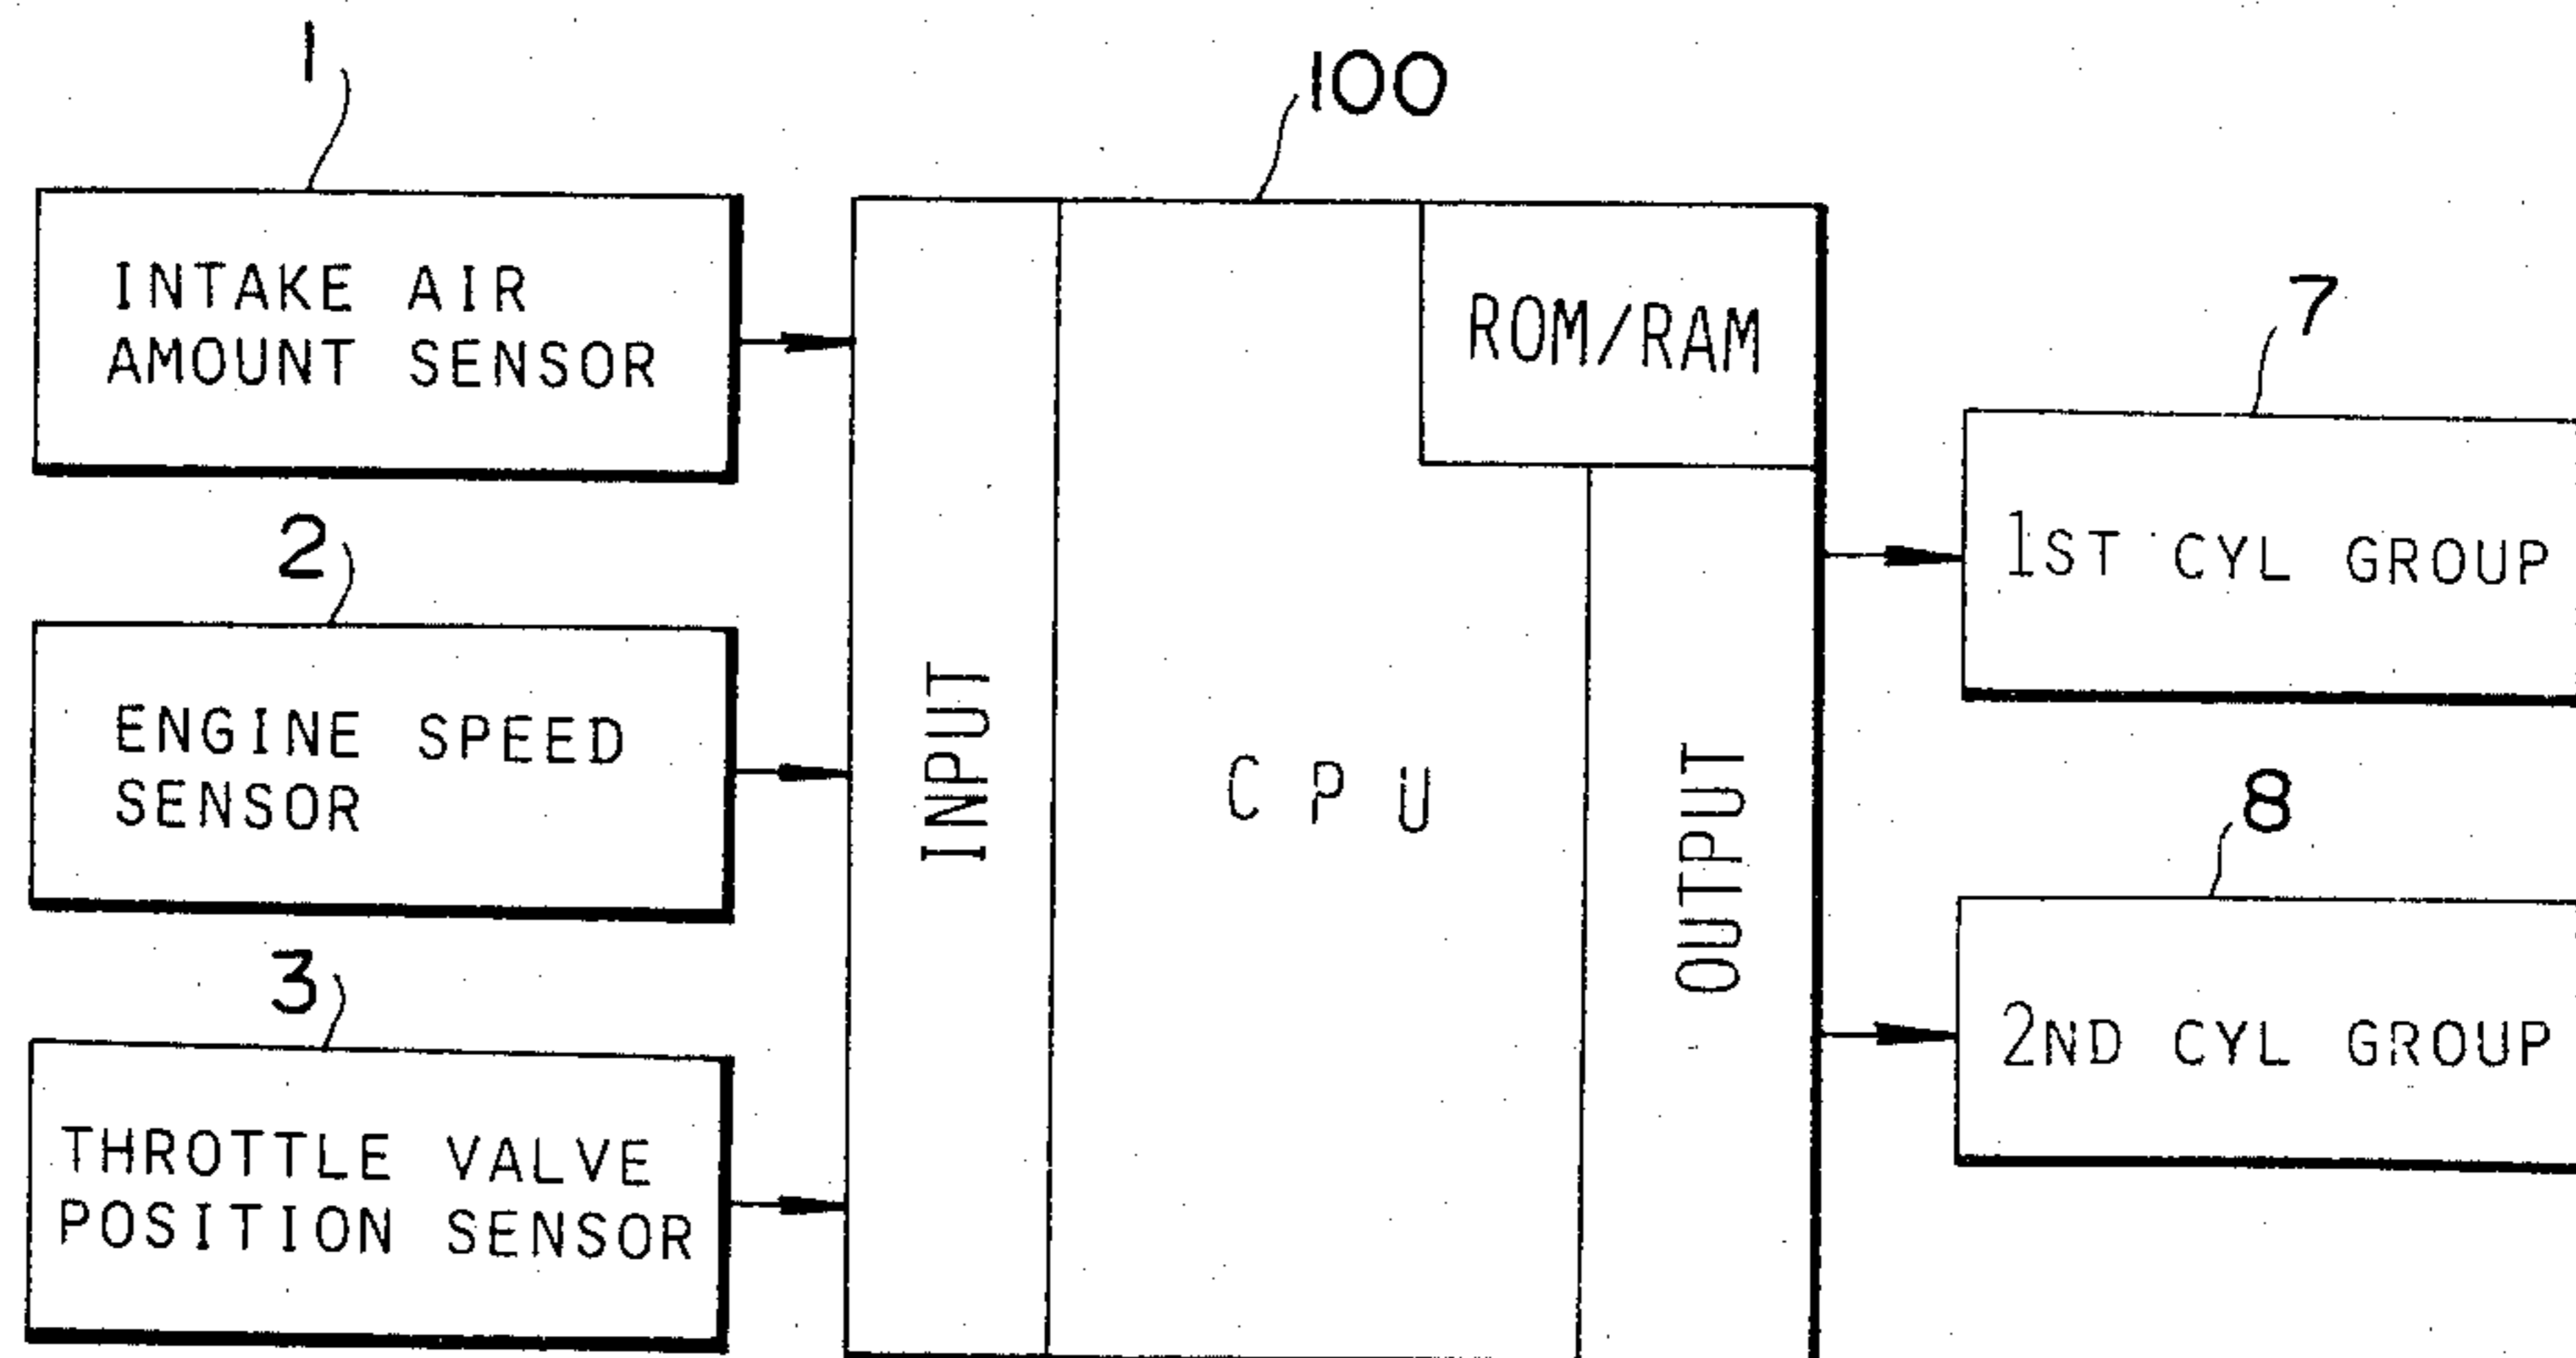 1
INTAKE AIR
AMOUNT SENSOR
2
ENGINE SPEED
SENSOR
3
THROTTLE VALVE
POSITION SENSOR
100
INPUT
CPU
ROM/RAM
OUTPUT
7
1ST CYL GROUP
8
2ND CYL GROUP